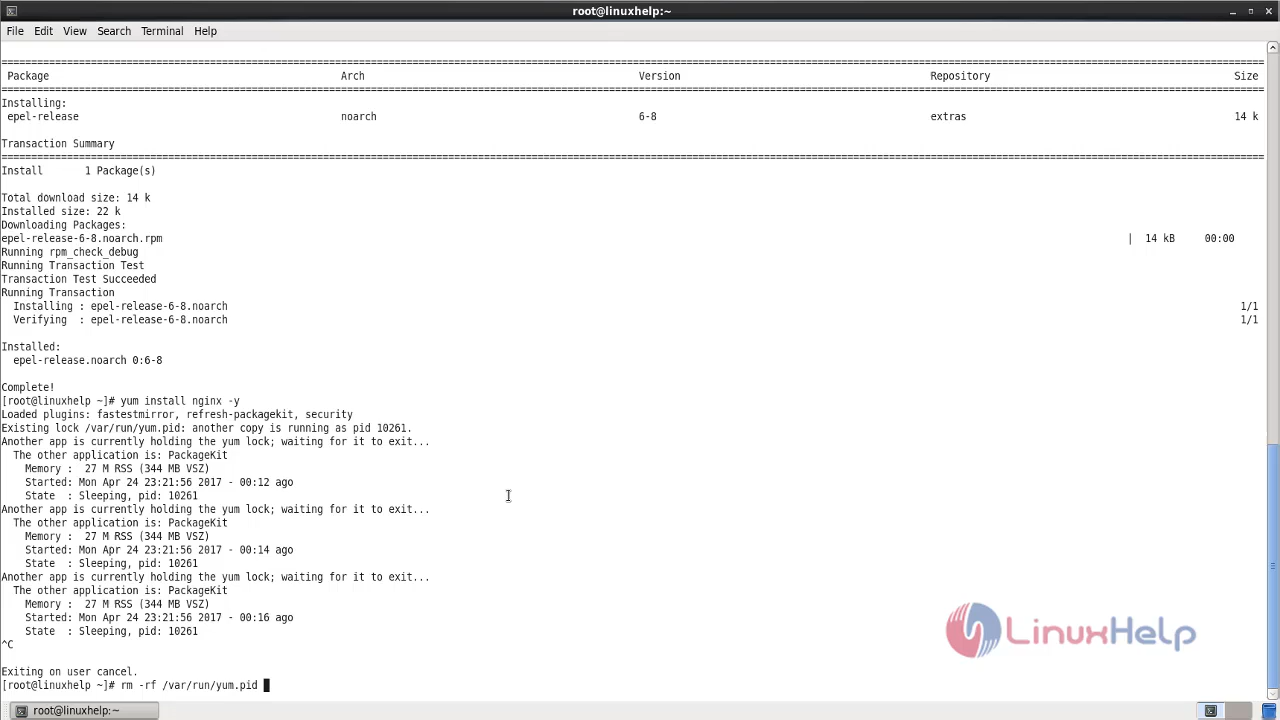 root@linuxhelp:~
File Edit View Search Terminal Help
================================================================================
Package Arch Version Repository Size
================================================================================
Installing:
epel-release noarch 6-8 extras 14 k
Transaction Summary
================================================================================
Install 1 Package(s)
Total download size: 14 k
Installed size: 22 k
Downloading Packages:
epel-release-6-8.noarch.rpm | 14 kB 00:00
Running rpm_check_debug
Running Transaction Test
Transaction Test Succeeded
Running Transaction
Installing : epel-release-6-8.noarch 1/1
Verifying : epel-release-6-8.noarch 1/1
Installed:
epel-release.noarch 0:6-8
Complete!
[root@linuxhelp ~]# yum install nginx -y
Loaded plugins: fastestmirror, refresh-packagekit, security
Existing lock /var/run/yum.pid: another copy is running as pid 10261.
Another app is currently holding the yum lock; waiting for it to exit...
The other application is: PackageKit
Memory : 27 M RSS (344 MB VSZ)
Started: Mon Apr 24 23:21:56 2017 - 00:12 ago
State : Sleeping, pid: 10261
Another app is currently holding the yum lock; waiting for it to exit...
The other application is: PackageKit
Memory : 27 M RSS (344 MB VSZ)
Started: Mon Apr 24 23:21:56 2017 - 00:14 ago
State : Sleeping, pid: 10261
Another app is currently holding the yum lock; waiting for it to exit...
The other application is: PackageKit
Memory : 27 M RSS (344 MB VSZ)
Started: Mon Apr 24 23:21:56 2017 - 00:16 ago
State : Sleeping, pid: 10261
^C
LinuxHelp
Exiting on user cancel.
[root@linuxhelp ~]# rm -rf /var/run/yum.pid
root@linuxhelp:~